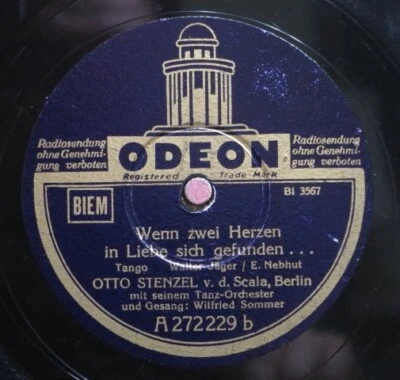 Radiosendung
ohne Genehmi-
gung verboten
ODEON
Radiosendung
ohne Genehmi-
gung verboten
Registered Trade Mark
BIEM
BI 3567
Wenn zwei Herzen
in Liebe sich gefunden . . .
Tango Walter Jäger / E. Nebhut
OTTO STENZEL v. d. Scala, Berlin
mit seinem Tanz-Orchester
und Gesang: Wilfried Sommer
A 272229 b